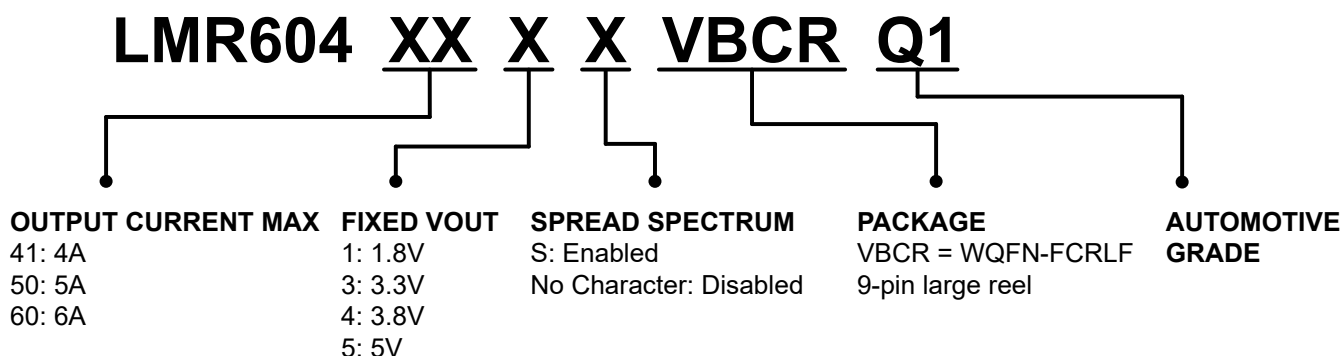 LMR604 XX X X VBCR Q1
OUTPUT CURRENT MAX
41: 4A
50: 5A
60: 6A
FIXED VOUT
1: 1.8V
3: 3.3V
4: 3.8V
5: 5V
SPREAD SPECTRUM
S: Enabled
No Character: Disabled
PACKAGE
VBCR = WQFN-FCRLF
9-pin large reel
AUTOMOTIVE
GRADE